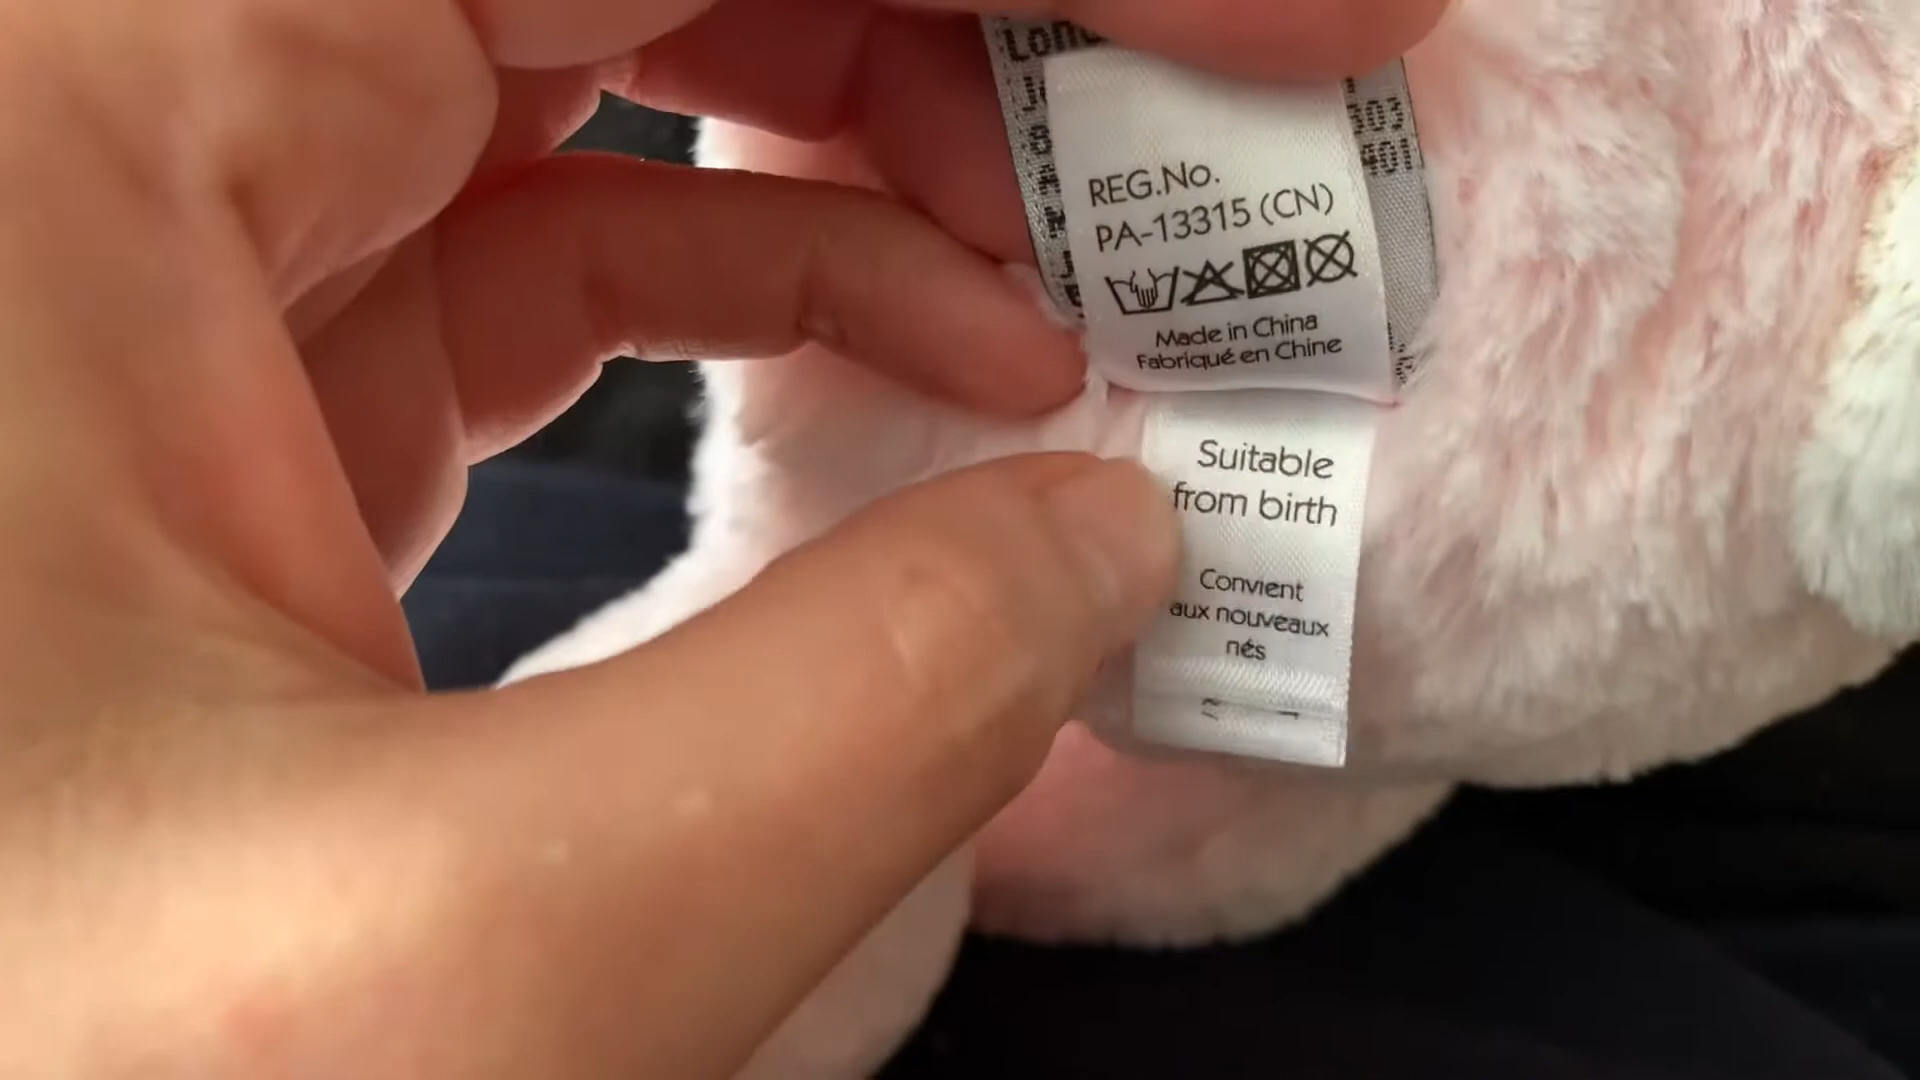 REG.No.
PA-13315 (CN)
Made in China
Fabriqué en Chine
Suitable
from birth
Convient
aux nouveaux
nés